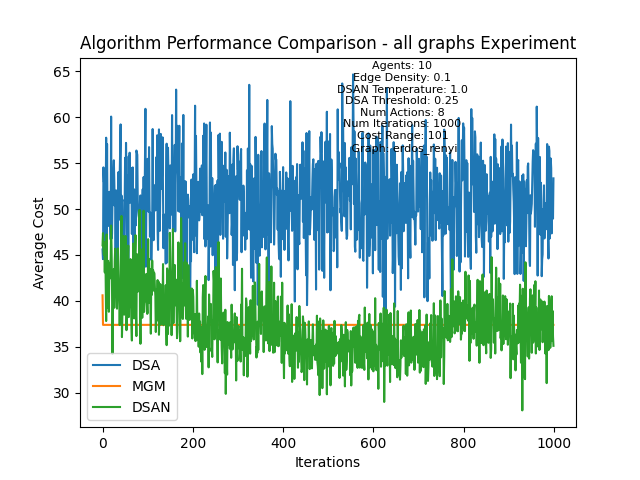 Algorithm Performance Comparison - all graphs Experiment
Agents: 10
Edge Density: 0.1
DSAN Temperature: 1.0
DSA Threshold: 0.25
Num Actions: 8
Num Iterations: 1000
Cost Range: 101
Graph: erdos_renyi
65
60
55
50
45
40
35
30
Average Cost
DSA
MGM
DSAN
0
200
400
600
800
1000
Iterations